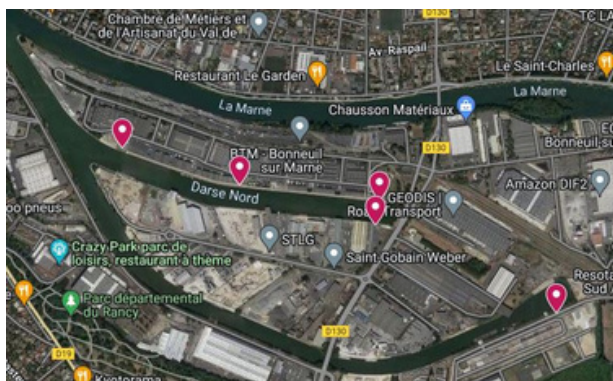 D130
TC LA
Chambre de Métiers et
de l'Artisanat du Val de
Av. Raspail
Le Saint-Charles
Restaurant Le Garden
La Marne
La Marne
Chausson Matériaux
D130
BTM - Bonneuil
sur Marne
Bonneuil-su
Darse Nord
GEODIS |
Road Transport
Amazon DIF2
oo pneus
STLG
Crazy Park parc de
loisirs, restaurant à thème
Saint Gobain Weber
Resota
Sud
Parc départemental
du Rancy
D130
D19
Kyotorama